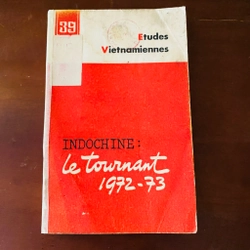 39
Etudes
Vietnamiennes
INDOCHINE:
le tournant
1972-73